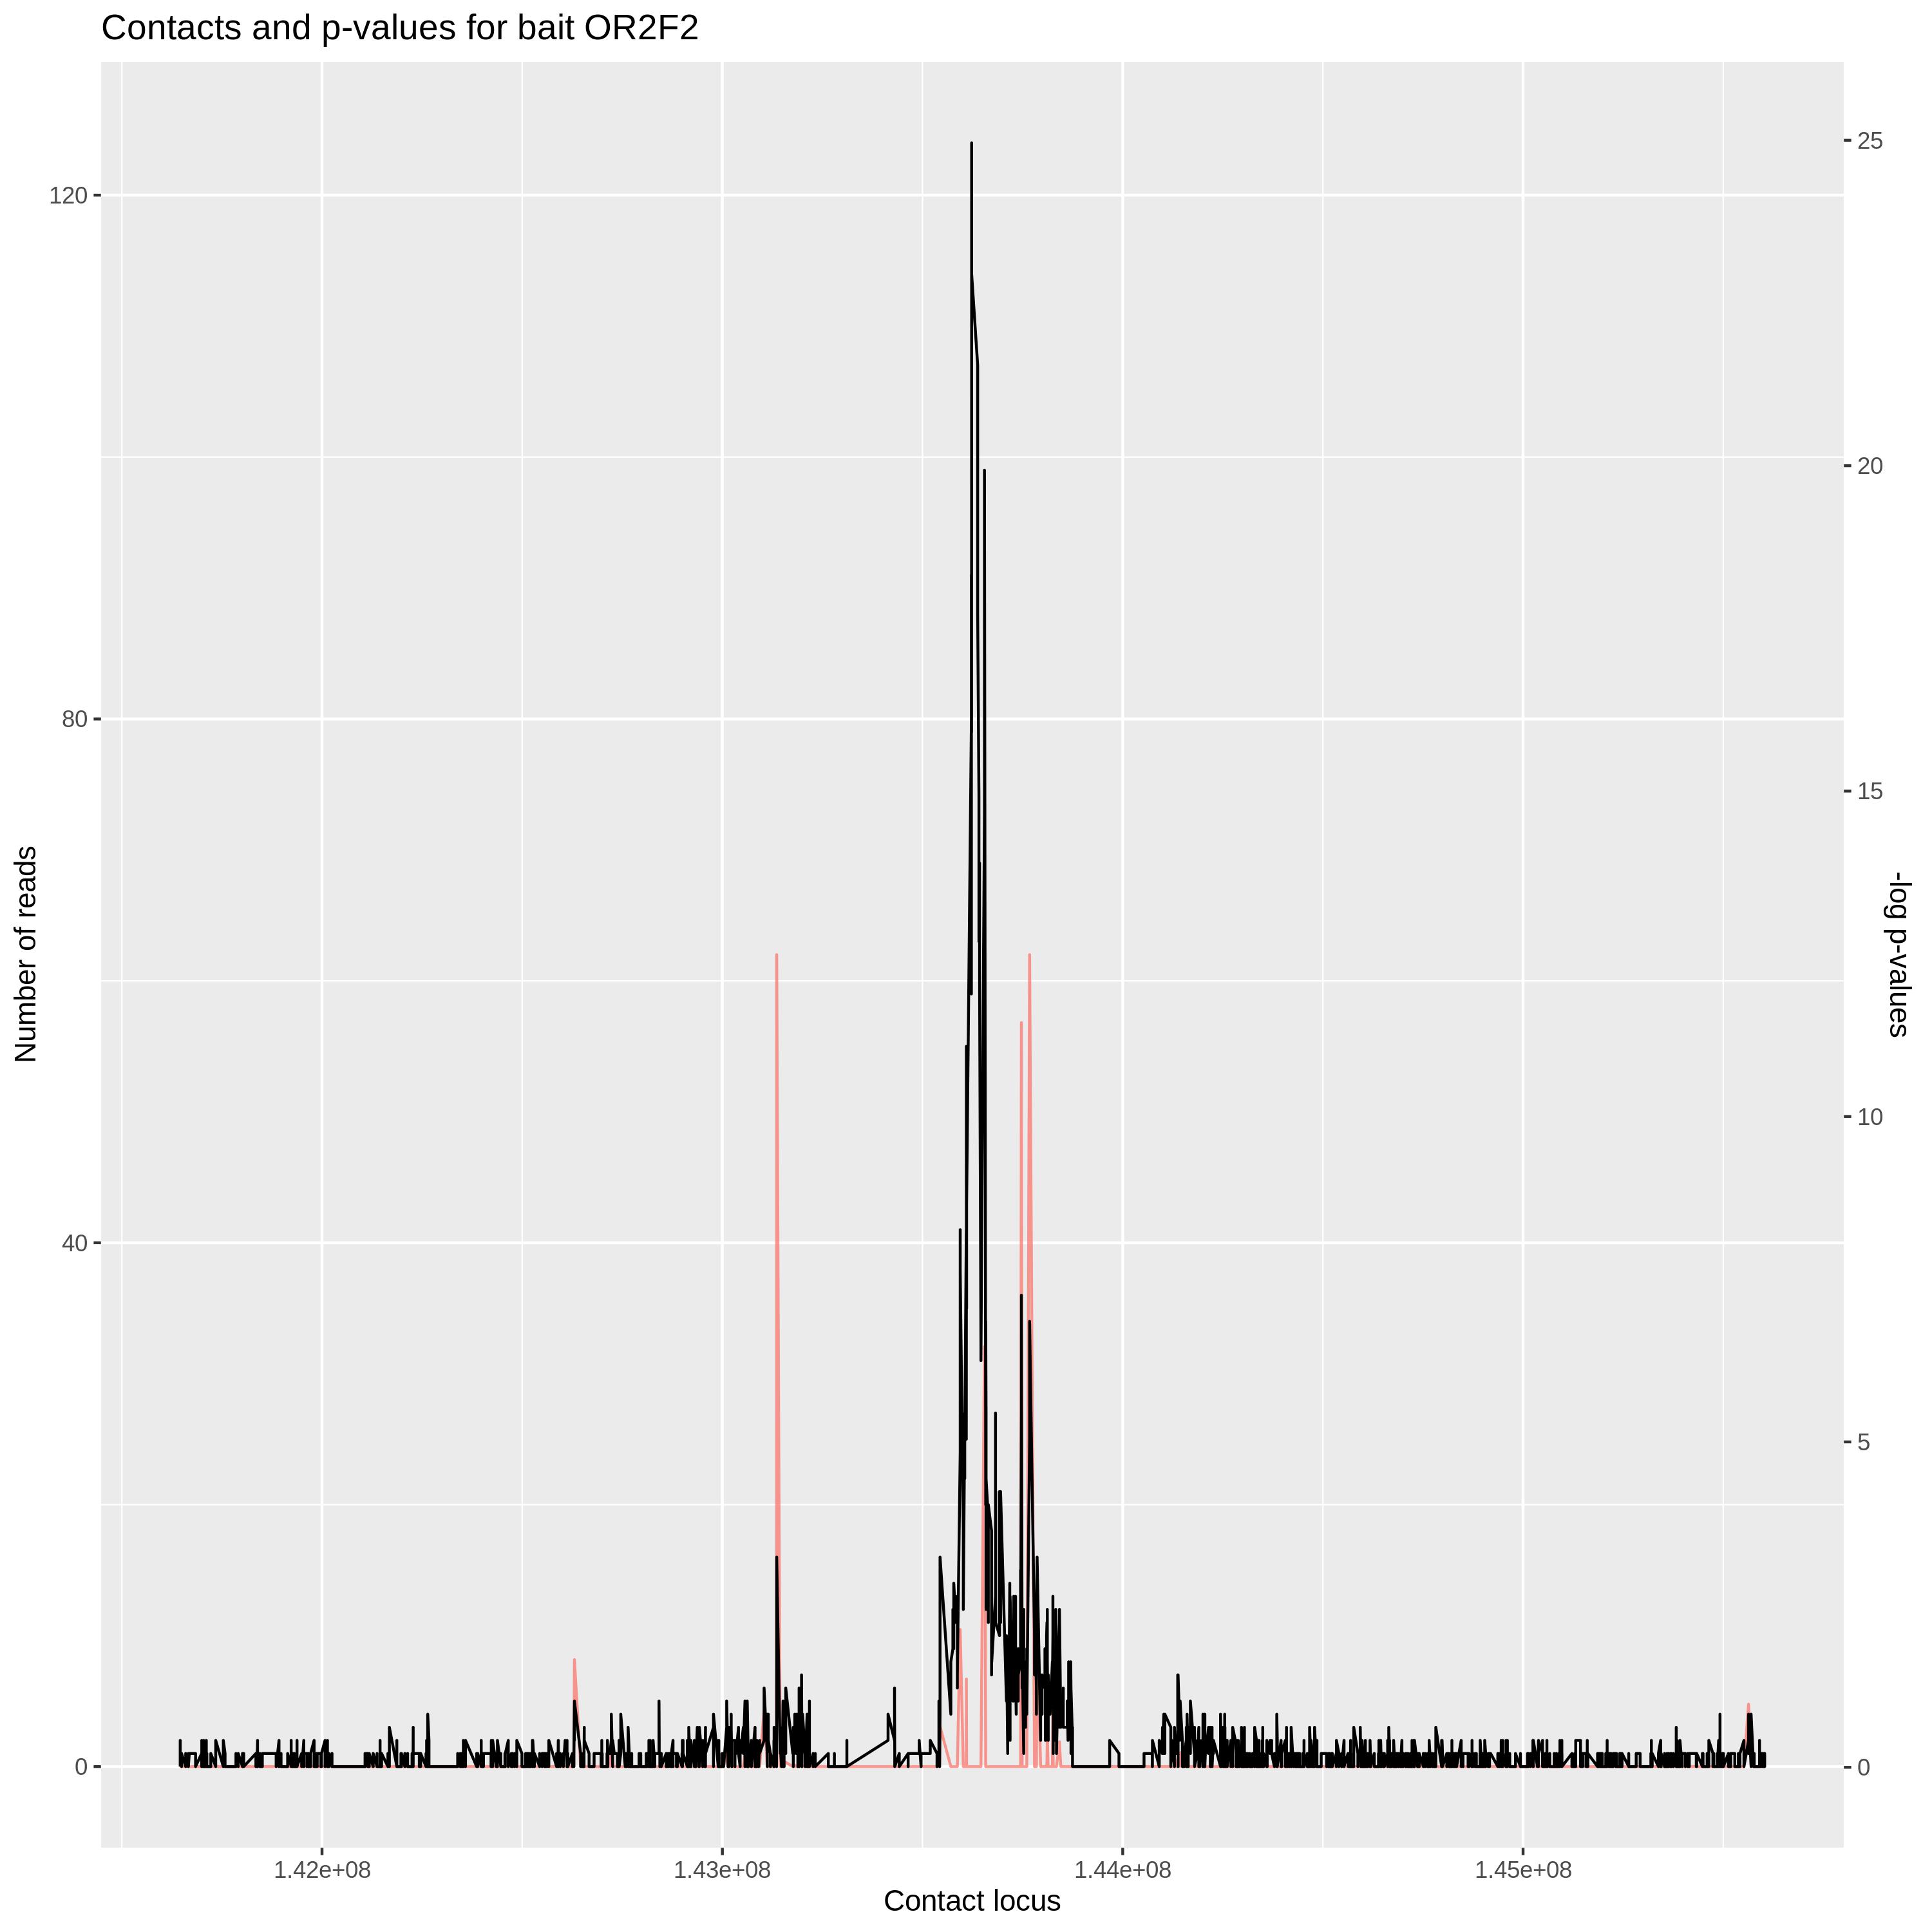 Contacts and p-values for bait OR2F2
Number of reads
120
80
40
0
25
20
15
10
5
0
-log p-values
1.42e+08
1.43e+08
1.44e+08
1.45e+08
Contact locus